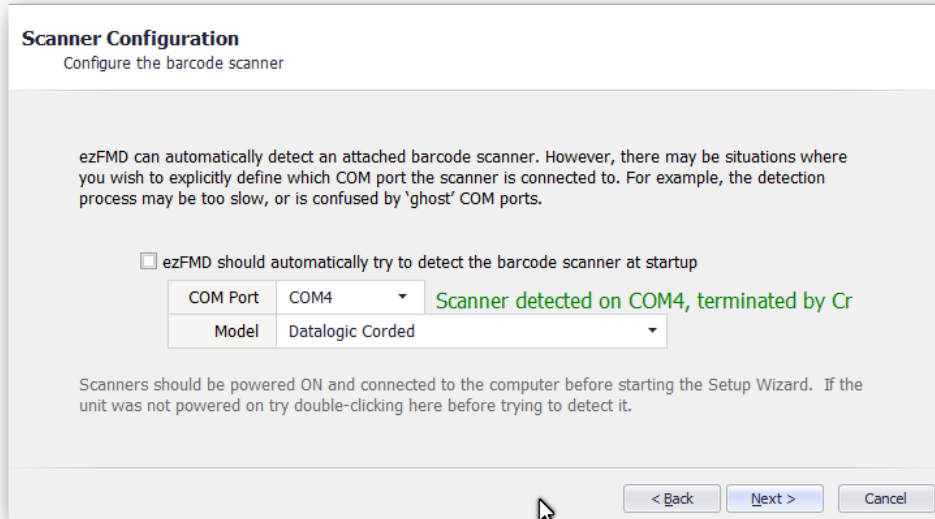 Scanner Configuration
Configure the barcode scanner
ezFMD can automatically detect an attached barcode scanner. However, there may be situations where
you wish to explicitly define which COM port the scanner is connected to. For example, the detection
process may be too slow, or is confused by ‘ghost’ COM ports.
ezFMD should automatically try to detect the barcode scanner at startup
COM Port COM4 Scanner detected on COM4, terminated by Cr
Model Datalogic Corded
Scanners should be powered ON and connected to the computer before starting the Setup Wizard. If the
unit was not powered on try double-clicking here before trying to detect it.
< Back Next > Cancel